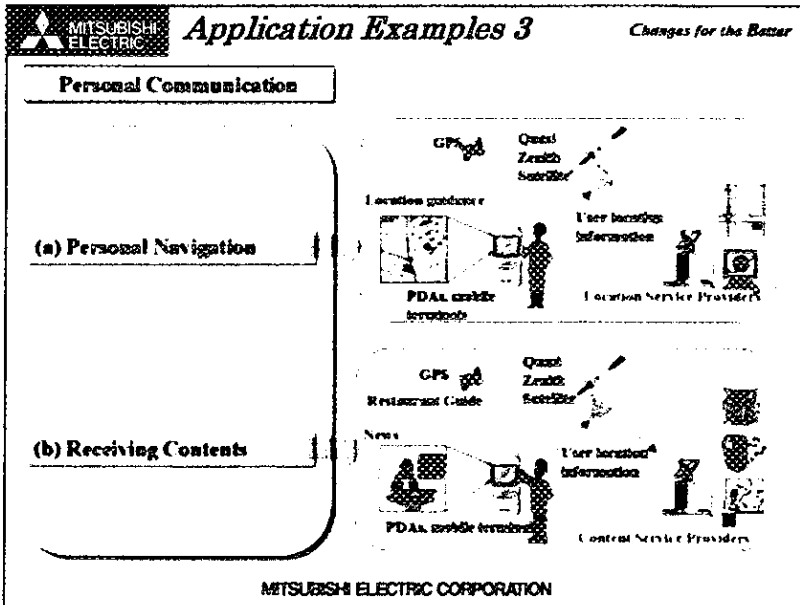 MITSUBISHI
ELECTRIC
Application Examples 3
Changes for the Better
Personal Communication
(a) Personal Navigation
GPS
Quasi
Zenith
Satellite
Location guidance
User location
information
PDAs, mobile
terminals
Location Service Providers
(b) Receiving Contents
GPS
Quasi
Zenith
Satellite
Restaurant Guide
News
User location
information
PDAs, mobile terminals
Content Service Providers
MITSUBISHI ELECTRIC CORPORATION